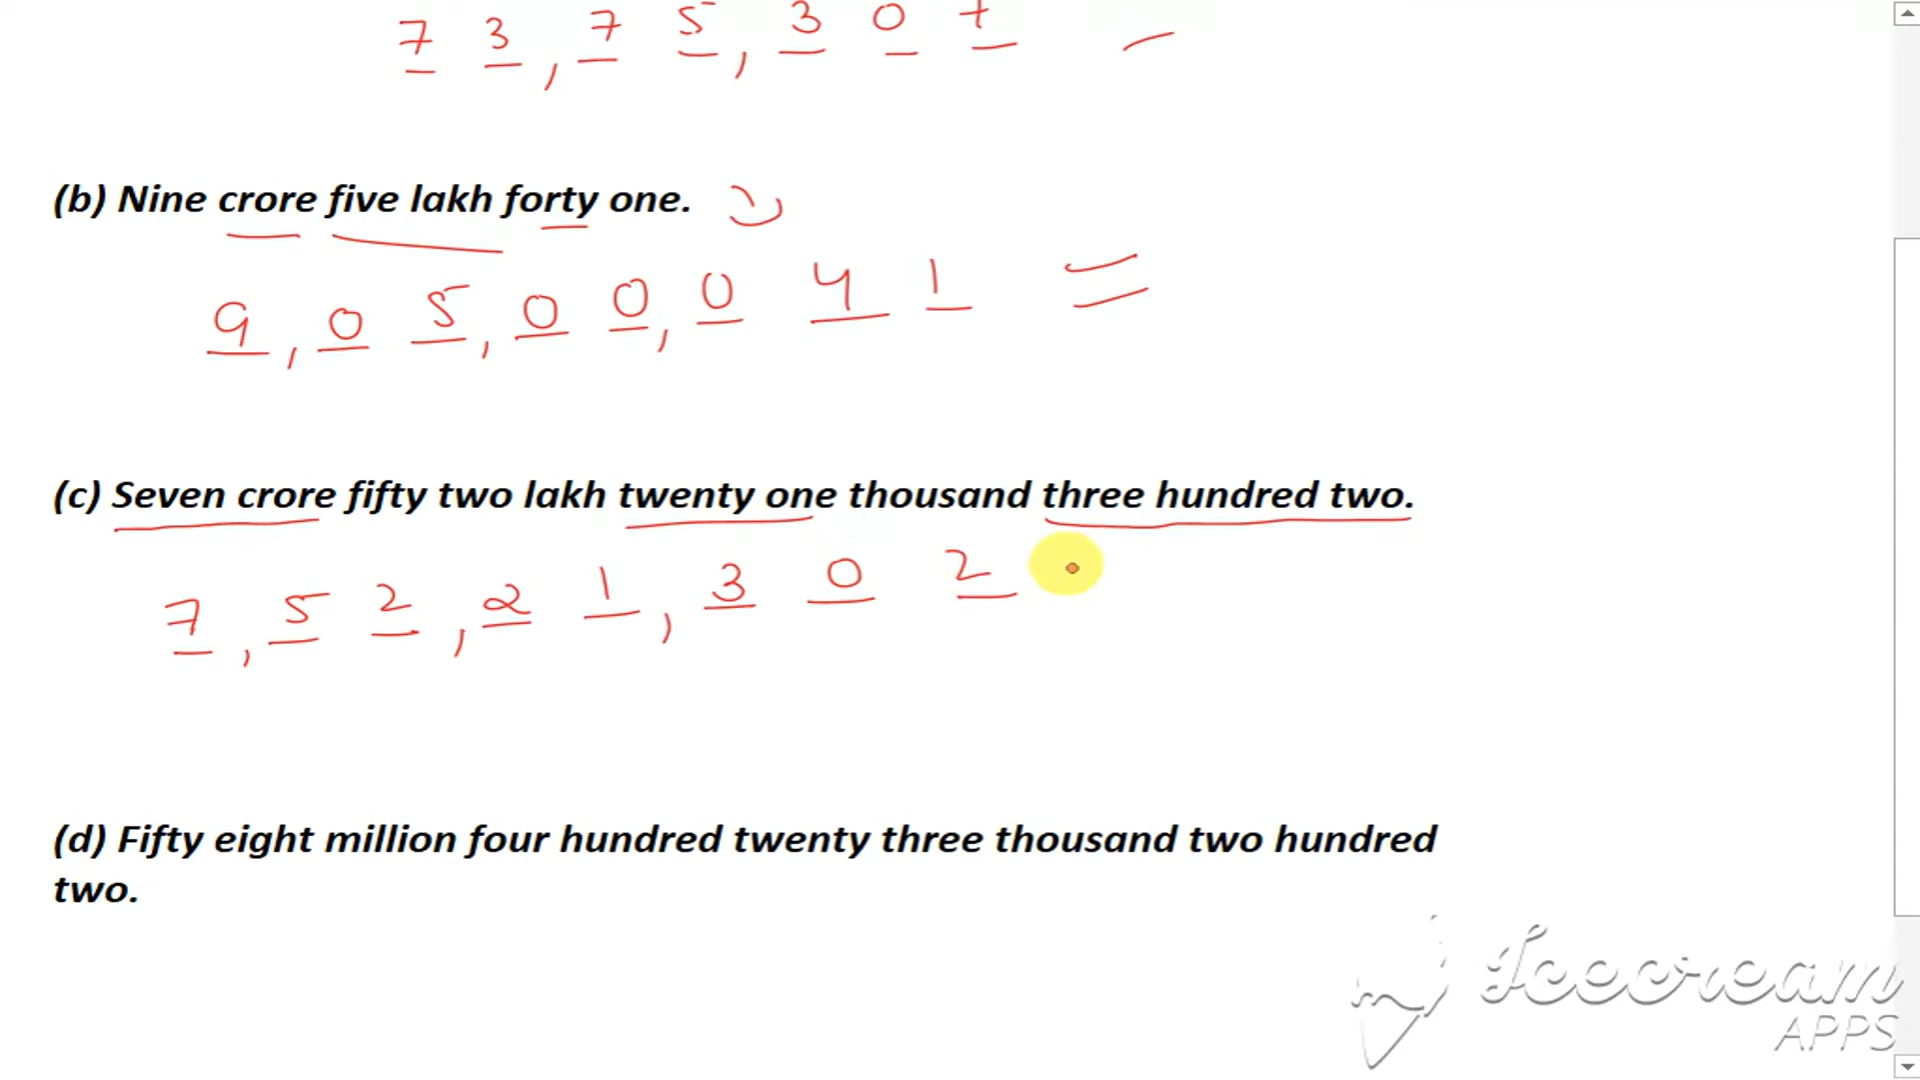 7 3, 7 5, 3 0 7
(b) Nine crore five lakh forty one.
9, 0 5, 0 0, 0 4 1 =
(c) Seven crore fifty two lakh twenty one thousand three hundred two.
7, 5 2, 2 1, 3 0 2
(d) Fifty eight million four hundred twenty three thousand two hundred
two.
Icecream
APPS